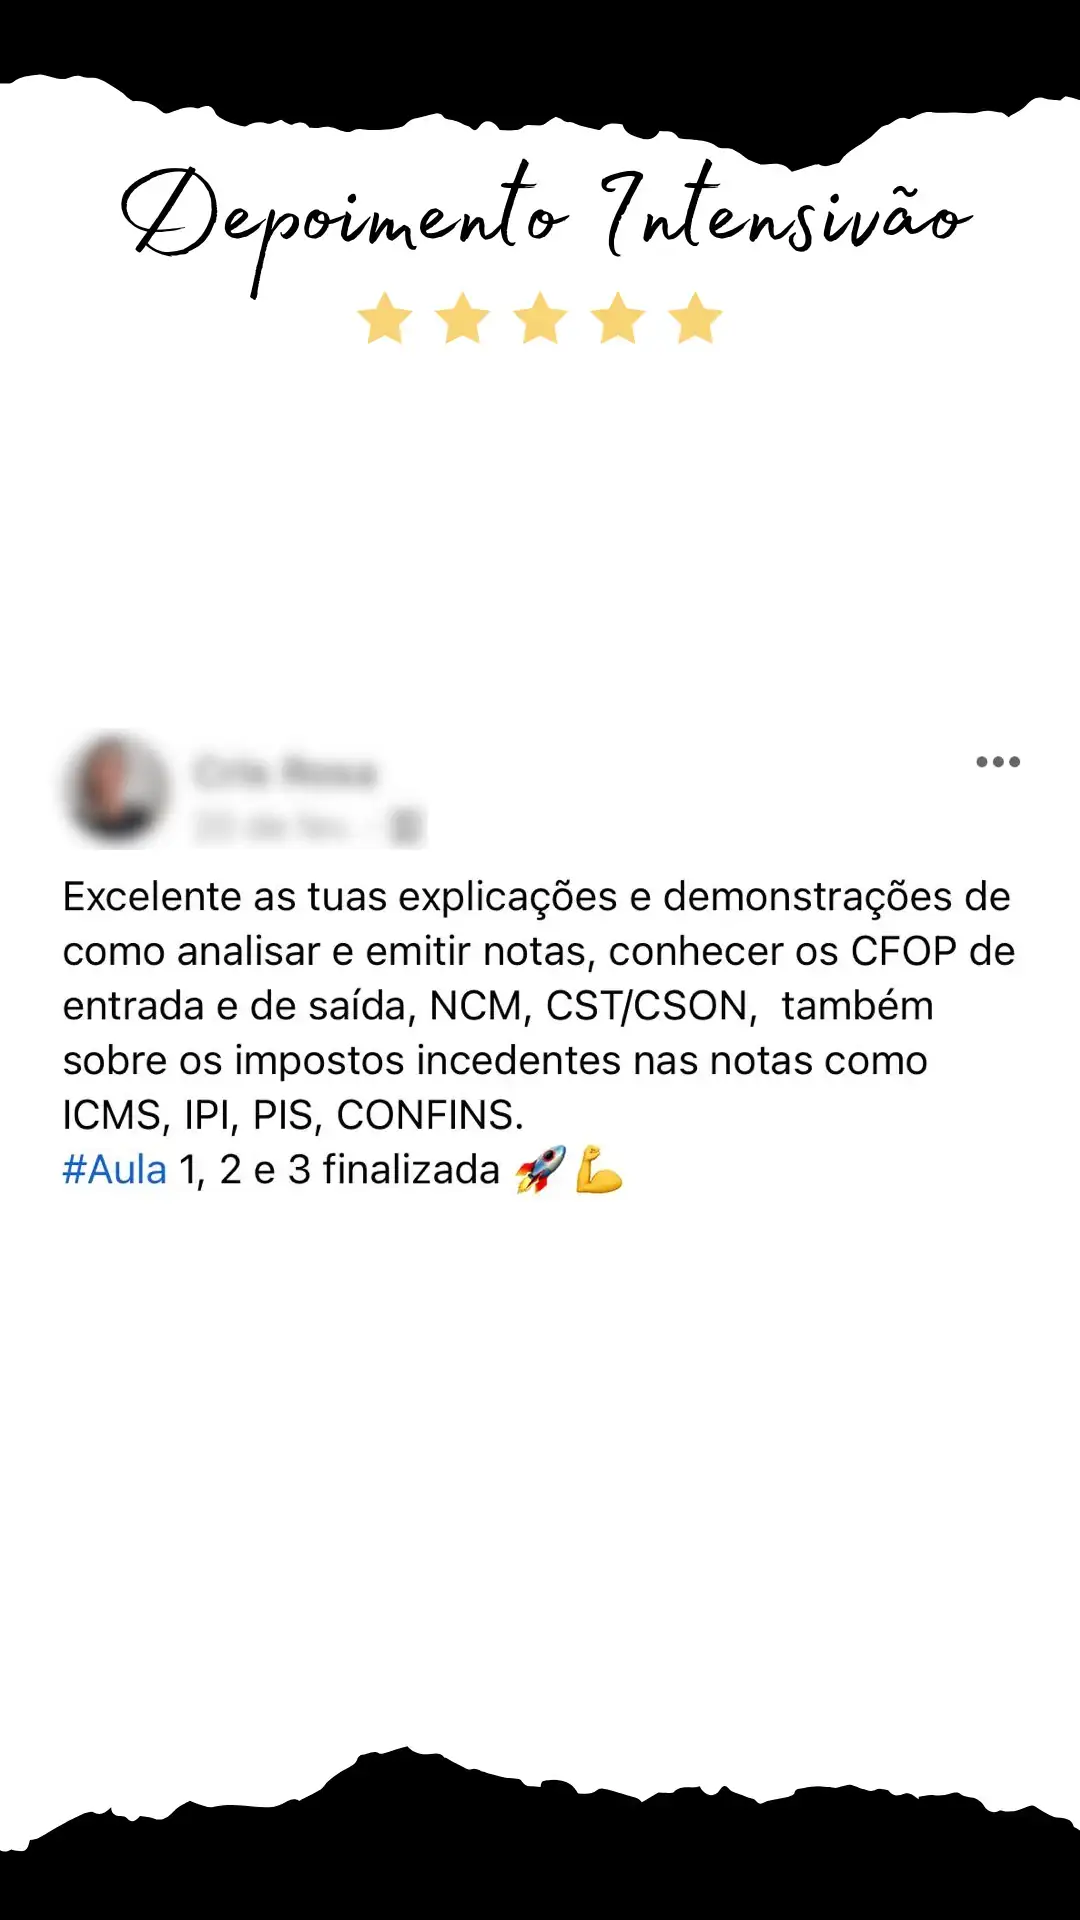 Depoimento Intensivão
Excelente as tuas explicações e demonstrações de
como analisar e emitir notas, conhecer os CFOP de
entrada e de saída, NCM, CST/CSON,  também
sobre os impostos incedentes nas notas como
ICMS, IPI, PIS, CONFINS.
#Aula 1, 2 e 3 finalizada 🚀💪